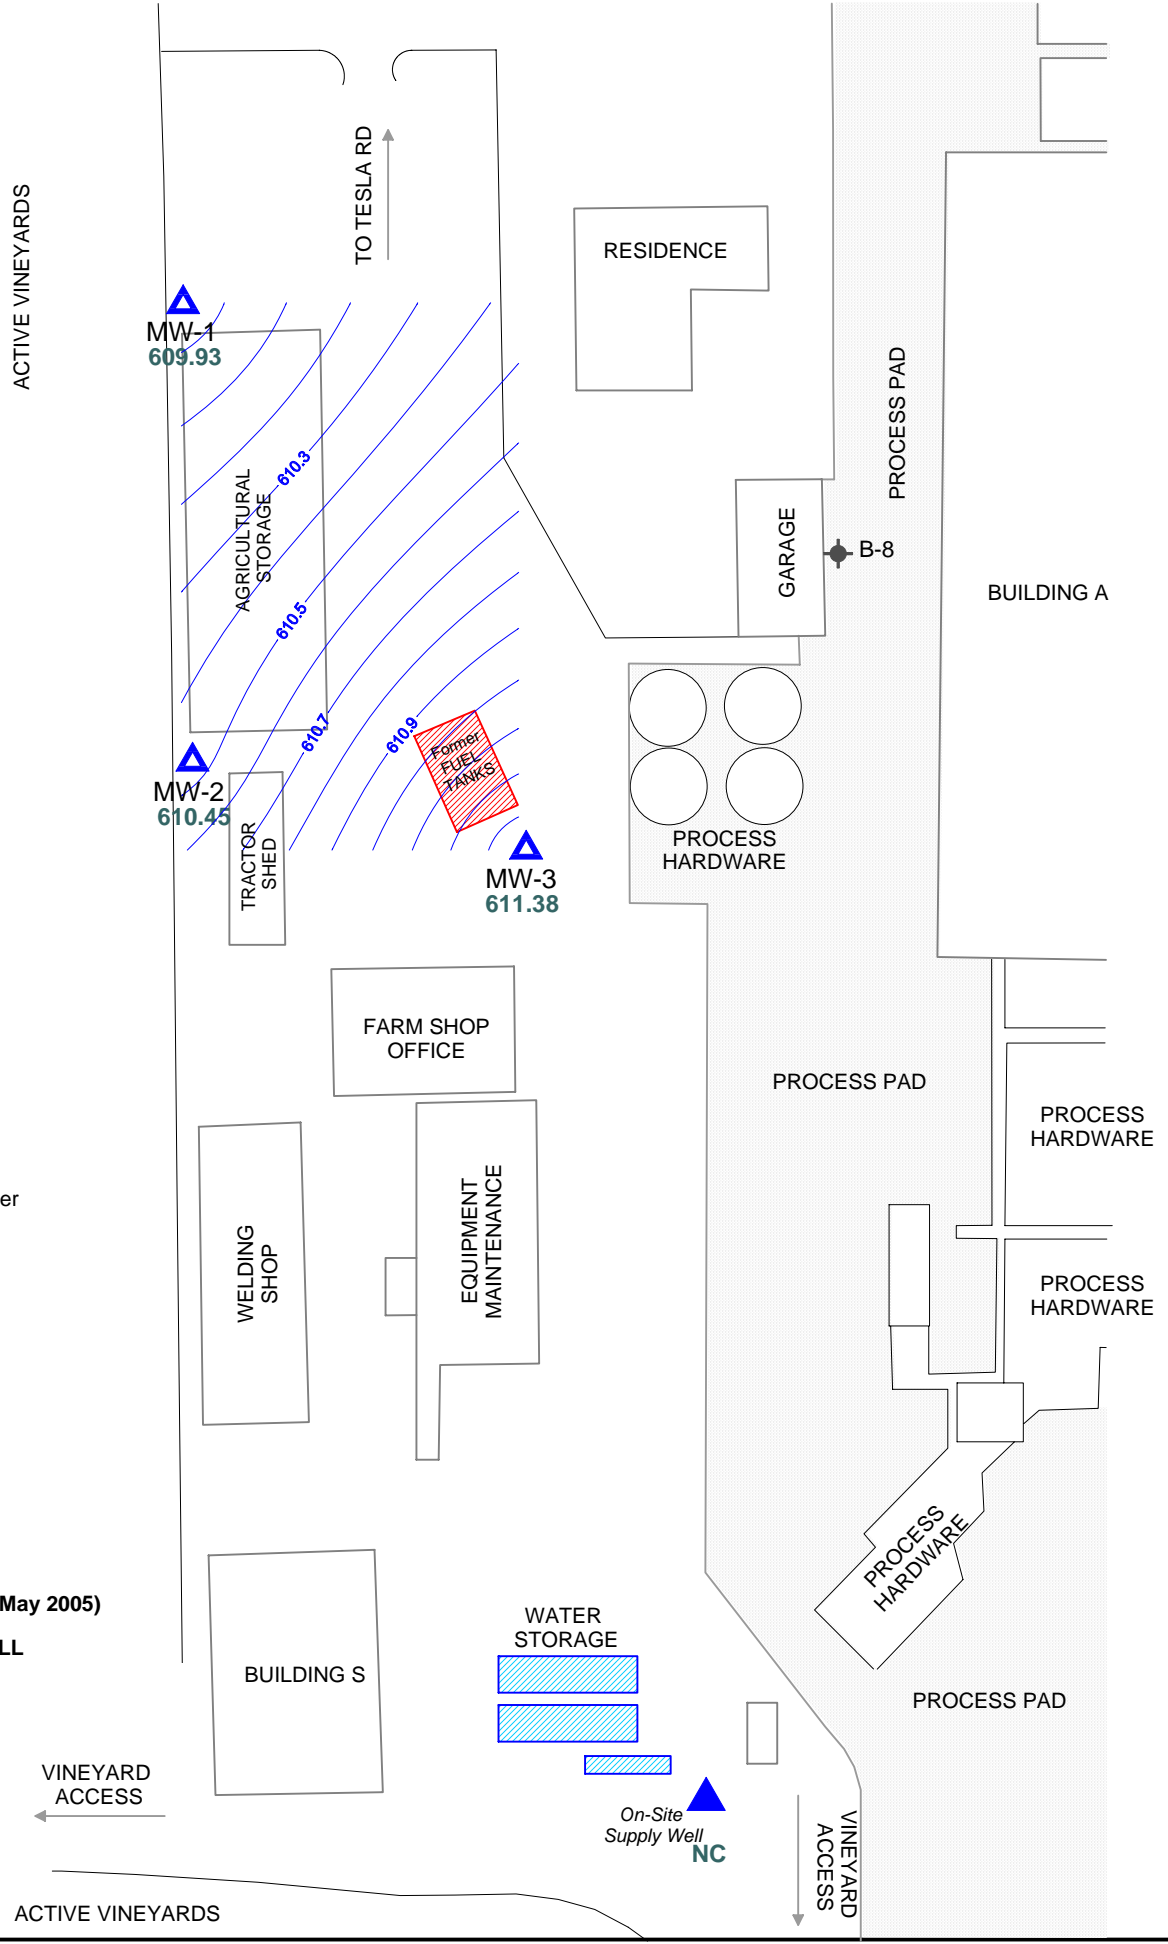 TO TESLA RD
ACTIVE VINEYARDS
RESIDENCE
MW-1
609.93
PROCESS PAD
610.3
AGRICULTURAL
STORAGE
GARAGE
B-8
BUILDING A
610.5
610.7
610.9
Former
FUEL
TANKS
MW-2
610.45
TRACTOR
SHED
PROCESS
HARDWARE
MW-3
611.38
FARM SHOP
OFFICE
PROCESS PAD
PROCESS
HARDWARE
er
EQUIPMENT
MAINTENANCE
WELDING
SHOP
PROCESS
HARDWARE
PROCESS
HARDWARE
May 2005)
WATER
STORAGE
LL
BUILDING S
PROCESS PAD
VINEYARD
ACCESS
On-Site
Supply Well
NC
VINEYARD
ACCESS
ACTIVE VINEYARDS